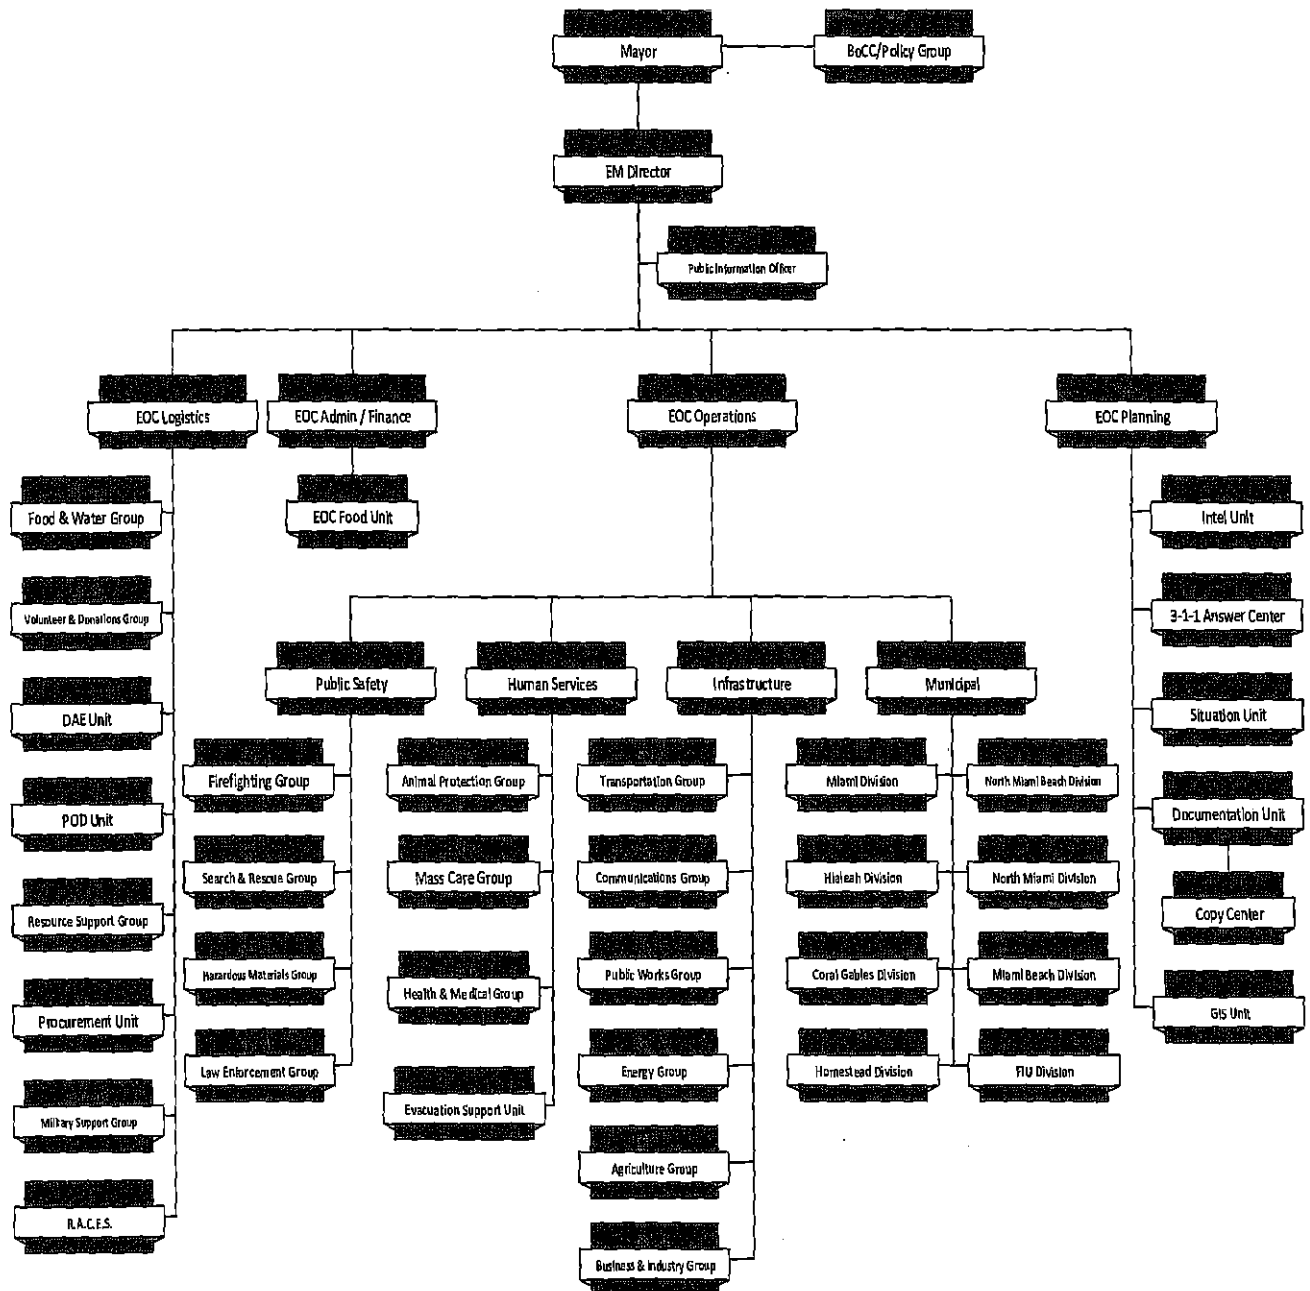 Mayor
BoCC/Policy Group
EM Director
Public Information Officer
EOC Logistics
EOC Admin / Finance
EOC Operations
EOC Planning
Food & Water Group
EOC Food Unit
Intel Unit
Volunteer & Donations Group
3-1-1 Answer Center
Public Safety
Human Services
Infrastructure
Municipal
DAE Unit
Situation Unit
Firefighting Group
Animal Protection Group
Transportation Group
Miami Division
North Miami Beach Division
POD Unit
Documentation Unit
Search & Rescue Group
Mass Care Group
Communications Group
Hialeah Division
North Miami Division
Resource Support Group
Copy Center
Hazardous Materials Group
Health & Medical Group
Public Works Group
Coral Gables Division
Miami Beach Division
Procurement Unit
GIS Unit
Law Enforcement Group
Evacuation Support Unit
Energy Group
Homestead Division
FIU Division
Military Support Group
Agriculture Group
R.A.C.E.S.
Business & Industry Group